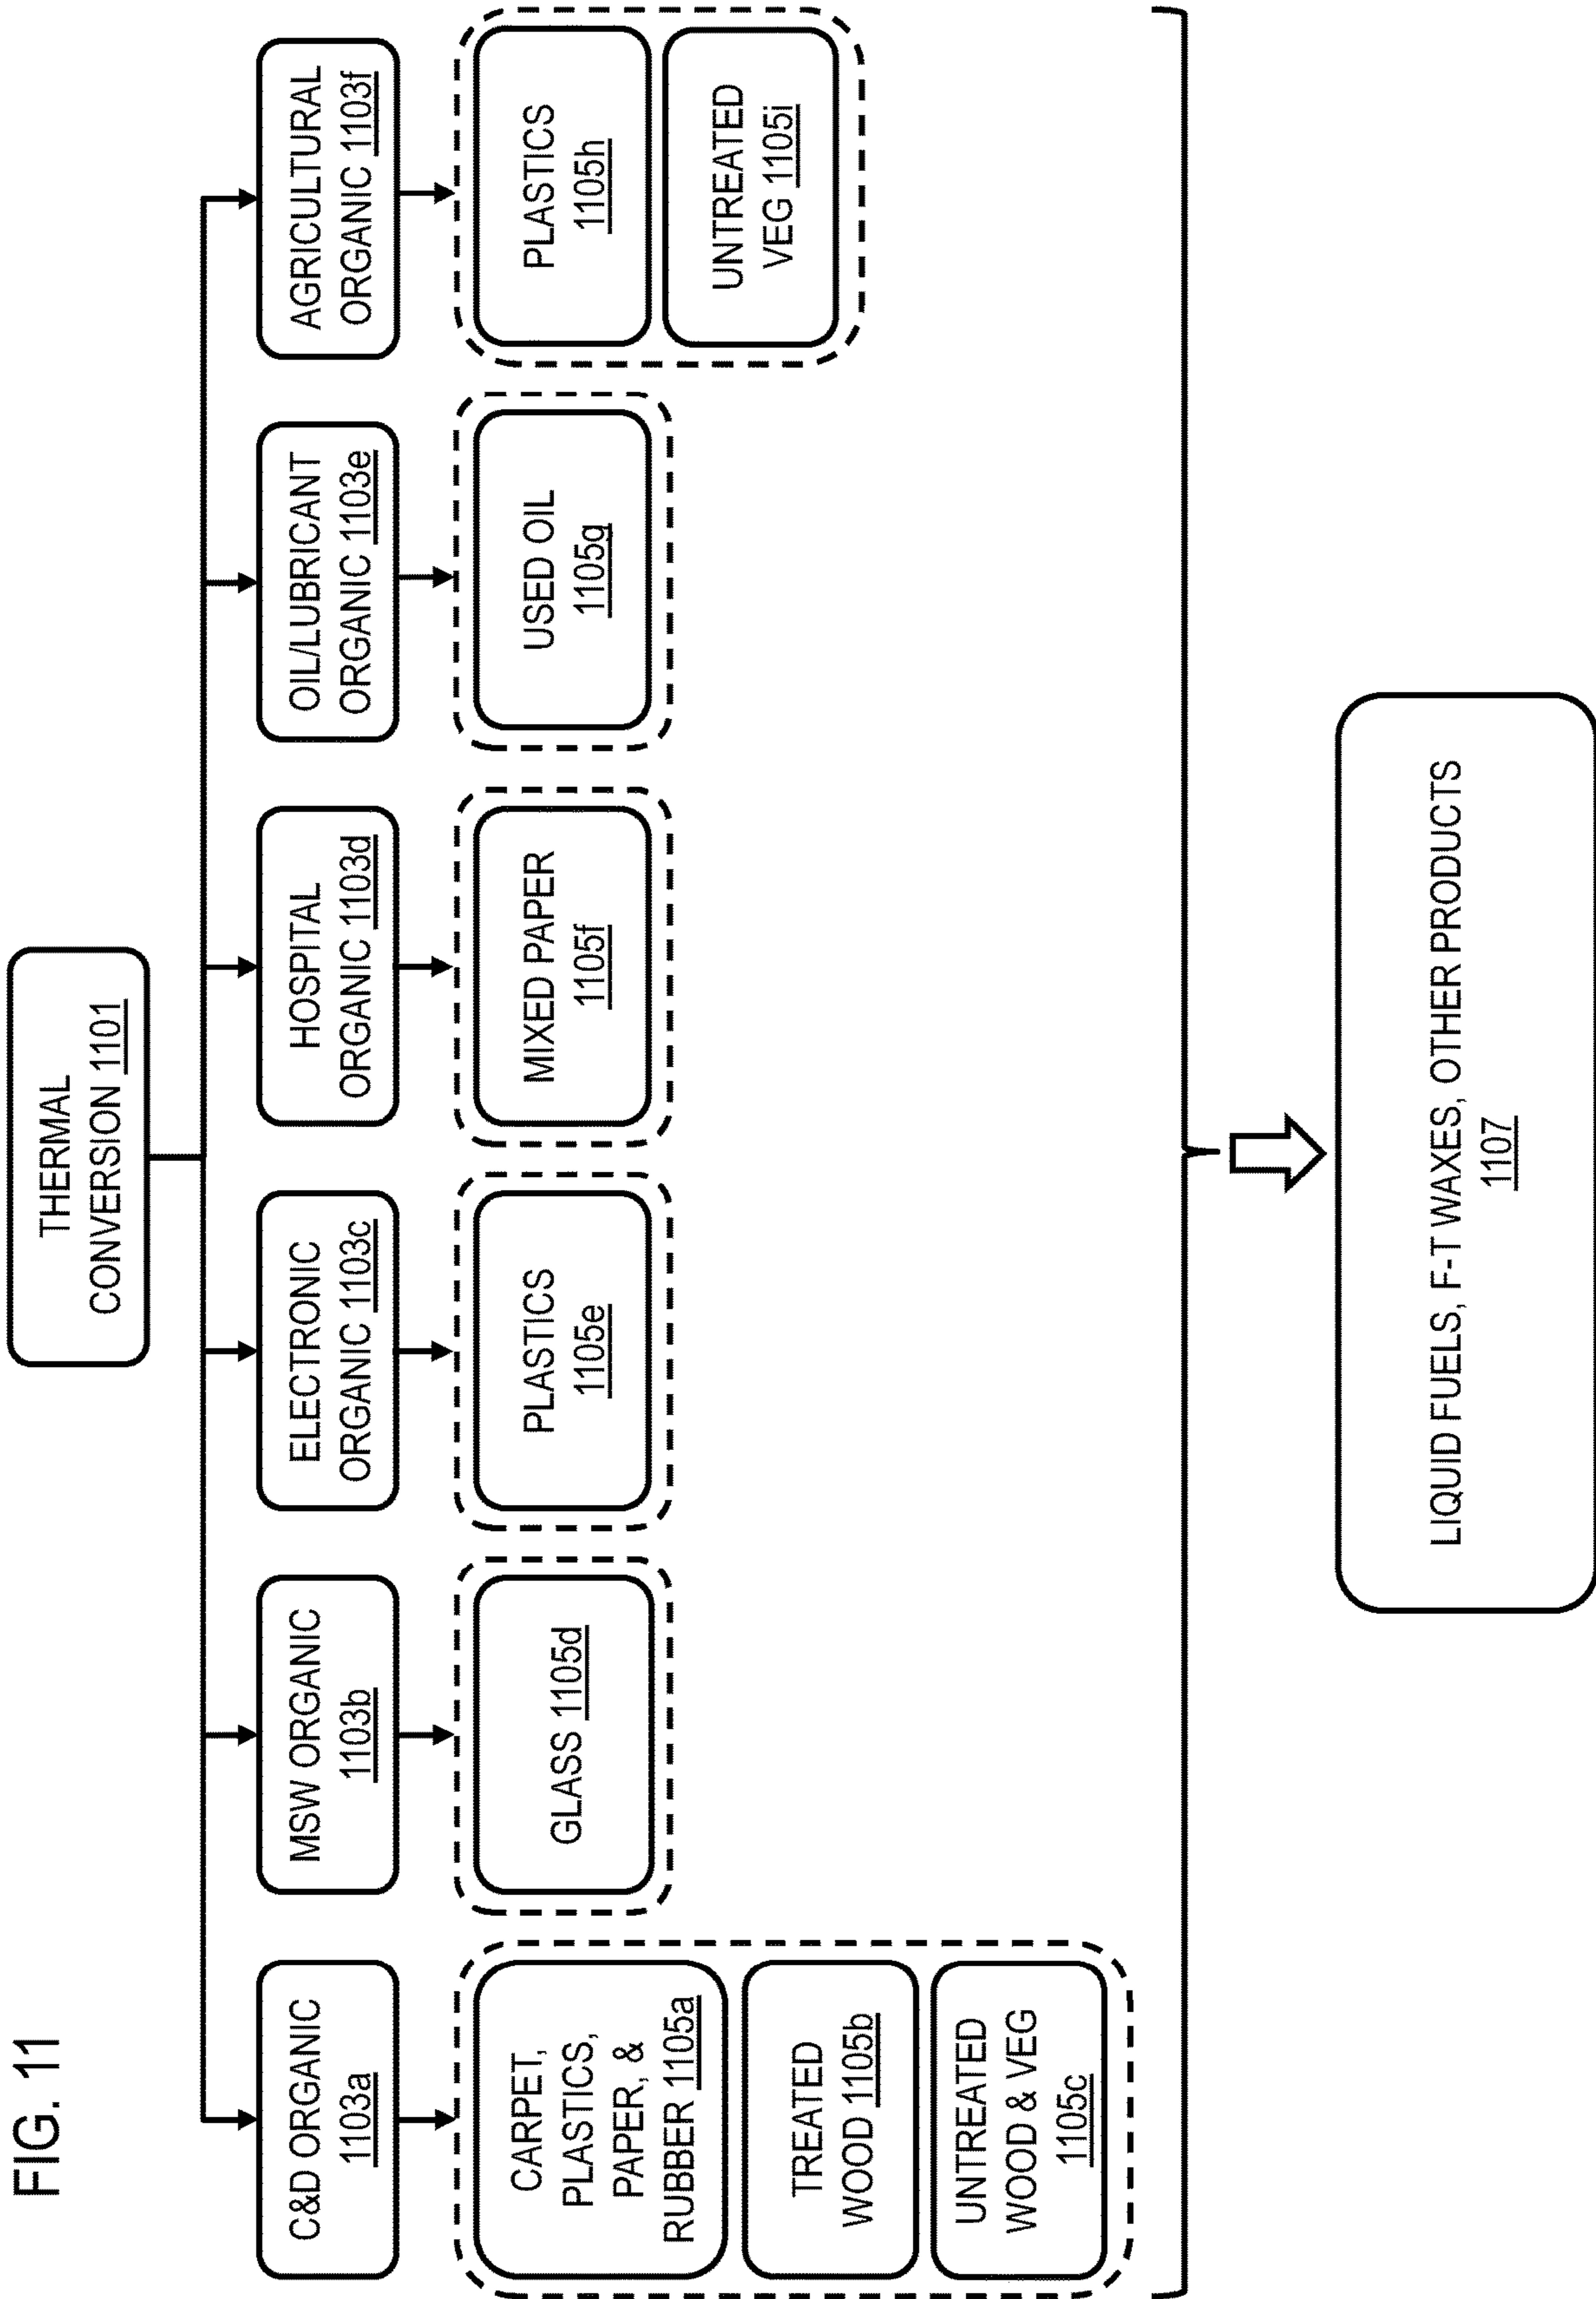 FIG. 11
THERMAL
CONVERSION 1101
C&D ORGANIC
1103a
MSW ORGANIC
1103b
ELECTRONIC
ORGANIC 1103c
HOSPITAL
ORGANIC 1103d
OIL/LUBRICANT
ORGANIC 1103e
AGRICULTURAL
ORGANIC 1103f
CARPET,
PLASTICS,
PAPER, &
RUBBER 1105a
TREATED
WOOD 1105b
UNTREATED
WOOD & VEG
1105c
GLASS 1105d
PLASTICS
1105e
MIXED PAPER
1105f
USED OIL
1105g
PLASTICS
1105h
UNTREATED
VEG 1105i
LIQUID FUELS, F-T WAXES, OTHER PRODUCTS
1107